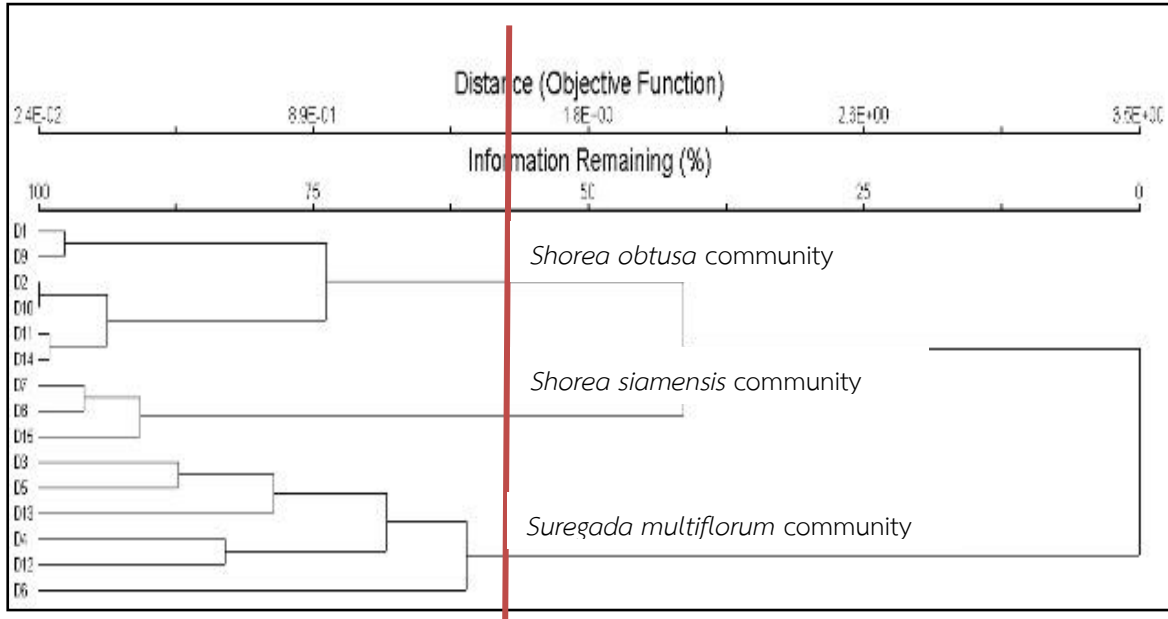 Distance (Objective Function)
2.4E-02 8.9E-01 1.8E+00 2.3E+00 3.5E+00
Information Remaining (%)
100 75 50 25 0
D1
D9
Shorea obtusa community
D2
D10
D11
D14
D7
Shorea siamensis community
D8
D15
D3
D5
D13
Suregada multiflorum community
D4
D12
D6